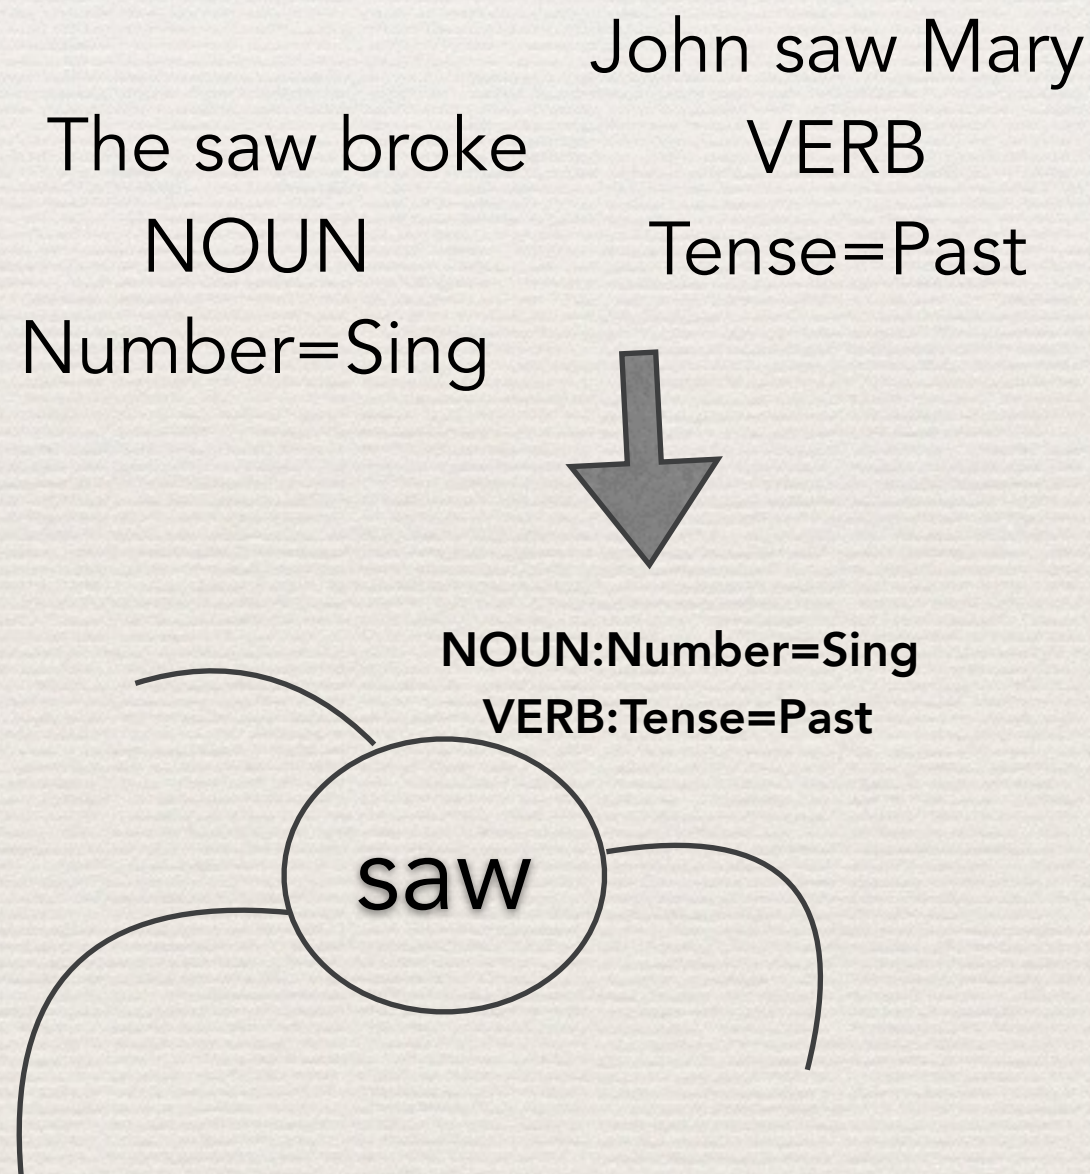 The saw broke
NOUN
Number=Sing
John saw Mary
VERB
Tense=Past
NOUN:Number=Sing
VERB:Tense=Past
saw